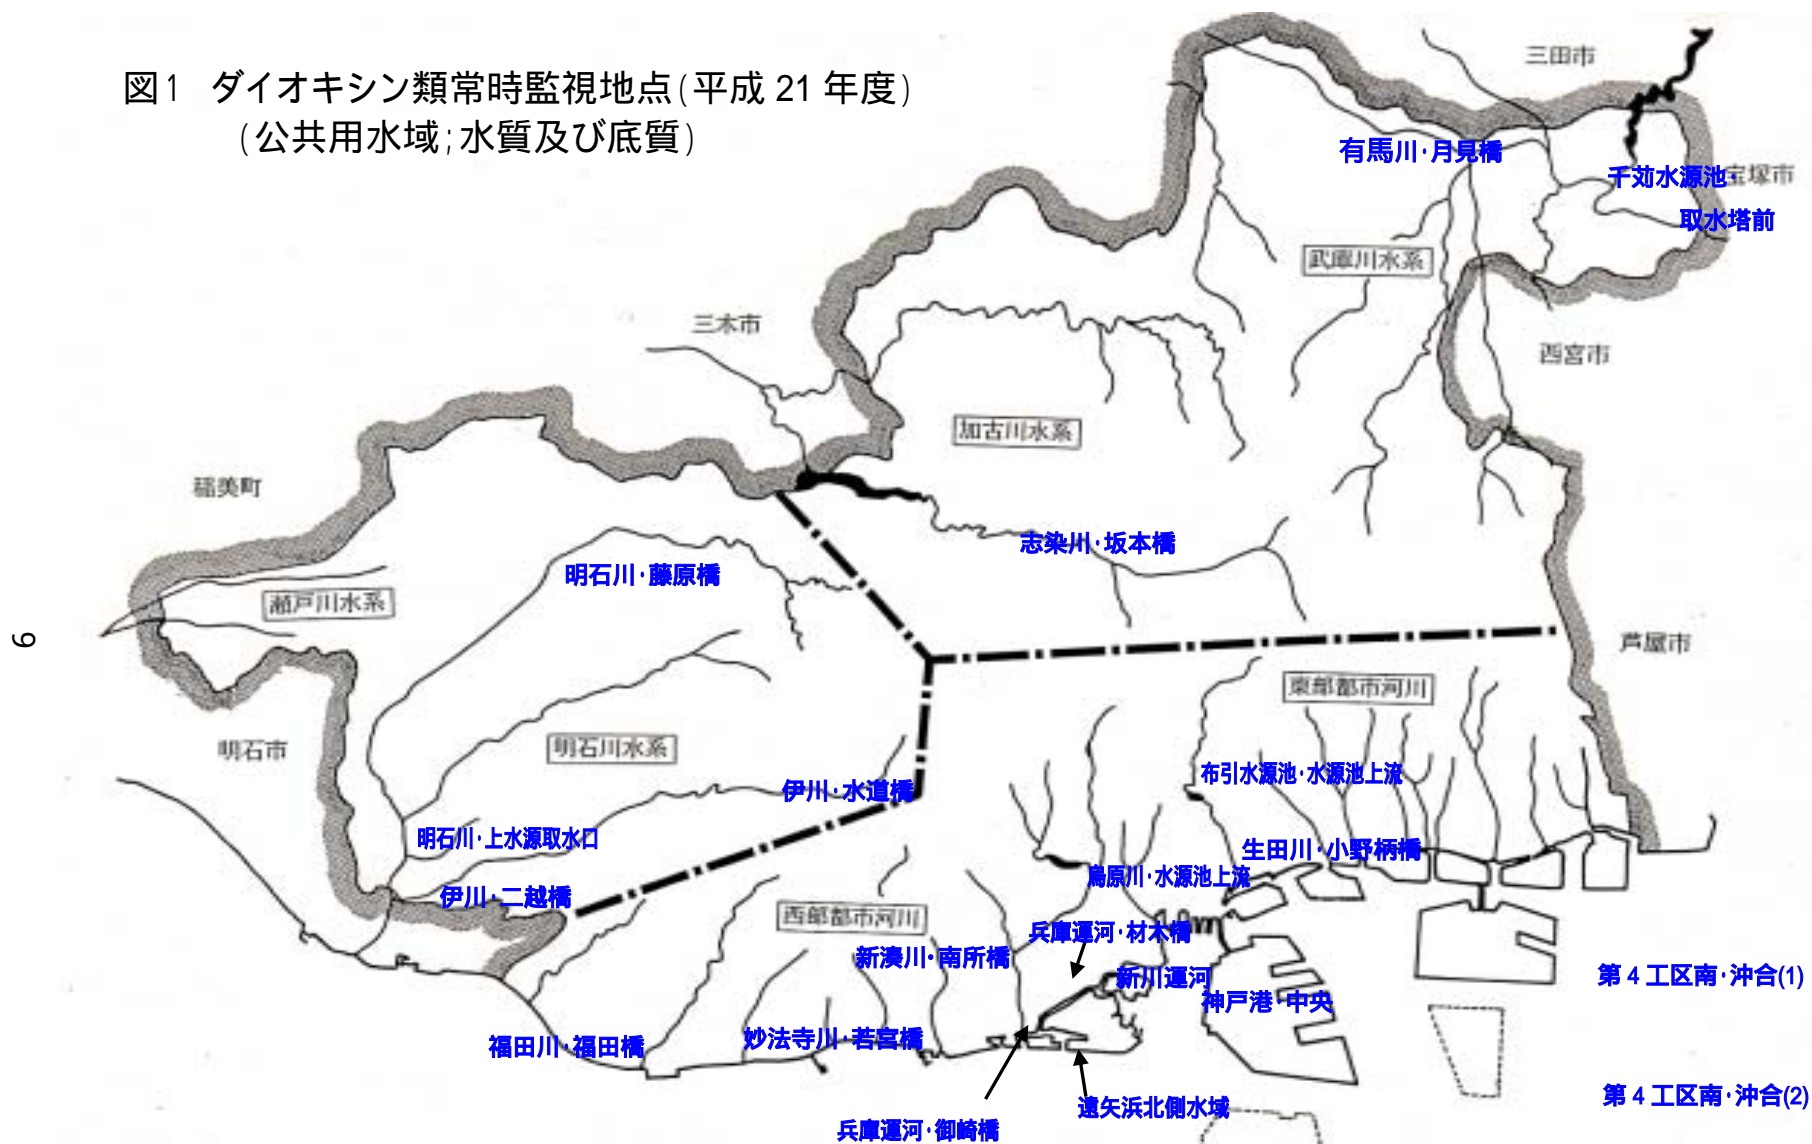 図1 ダイオキシン類常時監視地点(平成 21 年度)
(公共用水域;水質及び底質)
三田市
有馬川・月見橋
千苅水源池・
宝塚市
取水塔前
武庫川水系
三木市
西宮市
加古川水系
稲美町
志染川・坂本橋
明石川・藤原橋
瀬戸川水系
6
芦屋市
東部都市河川
明石市
明石川水系
布引水源池・水源池上流
伊川・水道橋
明石川・上水源取水口
生田川・小野柄橋
烏原川・水源池上流
伊川・二越橋
西部都市河川
兵庫運河・材木橋
新湊川・南所橋
新川運河
第4工区南・沖合(1)
神戸港・中央
福田川・福田橋
妙法寺川・若宮橋
第4工区南・沖合(2)
遠矢浜北側水域
兵庫運河・御崎橋